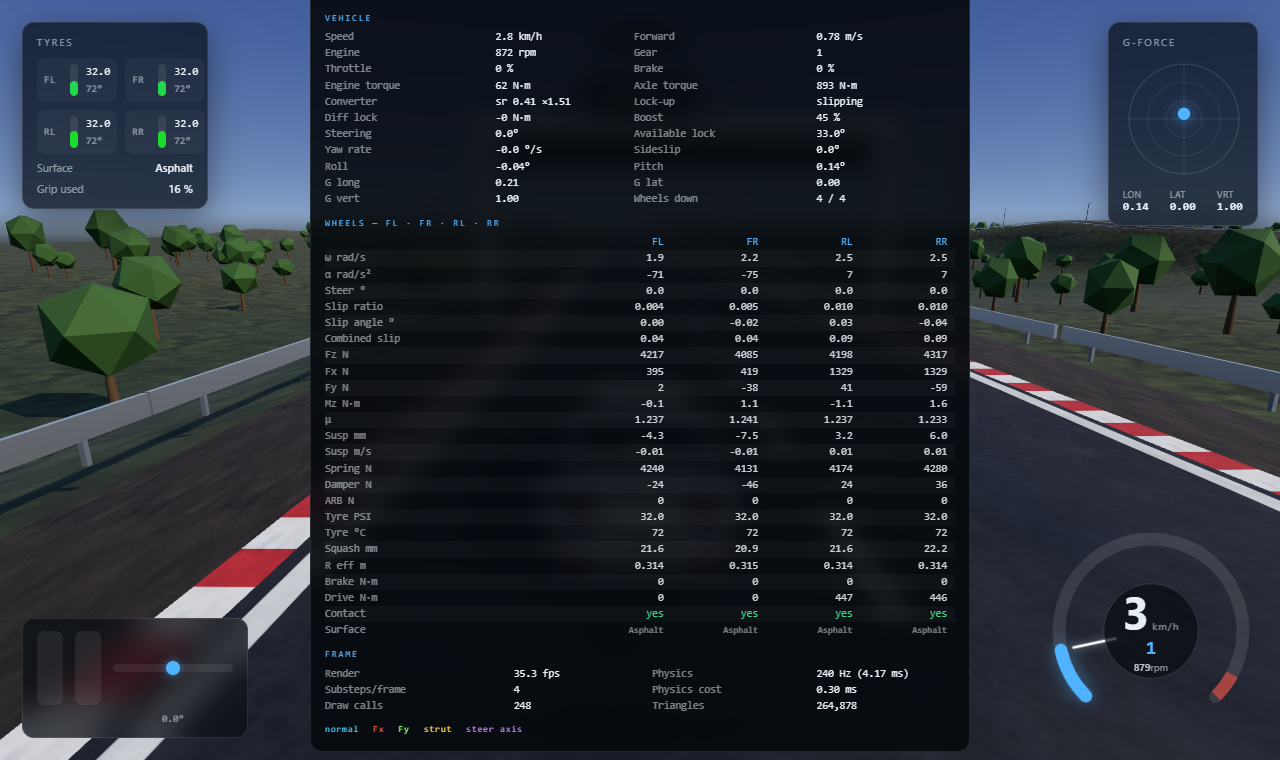 TYRES
FL 32.0 72° FR 32.0 72°
RL 32.0 72° RR 32.0 72°
Surface Asphalt
Grip used 16 %
VEHICLE
Speed 2.8 km/h Forward 0.78 m/s
Engine 872 rpm Gear 1
Throttle 0 % Brake 0 %
Engine torque 62 N·m Axle torque 893 N·m
Converter sr 0.41 ×1.51 Lock-up slipping
Diff lock -0 N·m Boost 45 %
Steering 0.0° Available lock 33.0°
Yaw rate -0.0 °/s Sideslip 0.0°
Roll -0.04° Pitch 0.14°
G long 0.21 G lat 0.00
G vert 1.00 Wheels down 4 / 4
WHEELS — FL · FR · RL · RR
FL FR RL RR
ω rad/s 1.9 2.2 2.5 2.5
α rad/s² -71 -75 7 7
Steer ° 0.0 0.0 0.0 0.0
Slip ratio 0.004 0.005 0.010 0.010
Slip angle ° 0.00 -0.02 0.03 -0.04
Combined slip 0.04 0.04 0.09 0.09
Fz N 4217 4085 4198 4317
Fx N 395 419 1329 1329
Fy N 2 -38 41 -59
Mz N·m -0.1 1.1 -1.1 1.6
μ 1.237 1.241 1.237 1.233
Susp mm -4.3 -7.5 3.2 6.0
Susp m/s -0.01 -0.01 0.01 0.01
Spring N 4240 4131 4174 4280
Damper N -24 -46 24 36
ARB N 0 0 0 0
Tyre PSI 32.0 32.0 32.0 32.0
Tyre °C 72 72 72 72
Squash mm 21.6 20.9 21.6 22.2
R eff m 0.314 0.315 0.314 0.314
Brake N·m 0 0 0 0
Drive N·m 0 0 447 446
Contact yes yes yes yes
Surface Asphalt Asphalt Asphalt Asphalt
FRAME
Render 35.3 fps Physics 240 Hz (4.17 ms)
Substeps/frame 4 Physics cost 0.30 ms
Draw calls 248 Triangles 264,878
normal Fx Fy strut steer axis
G-FORCE
LON LAT VRT
0.14 0.00 1.00
0.0°
3 km/h
1
879rpm